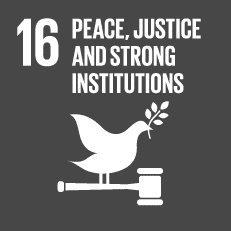 16 PEACE, JUSTICE
AND STRONG
INSTITUTIONS